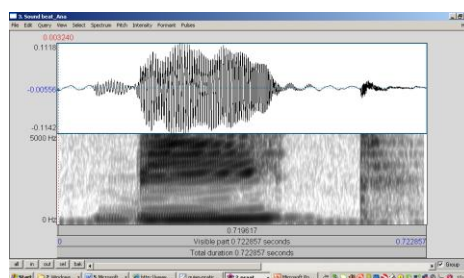 3. Sound beat_Ana
File Edit Query View Select Spectrum Pitch Intensity Formant Pulses
0.003240
0.1118
-0.00556
-0.1142
5000 Hz
0 Hz
0.719617
0 Visible part 0.722857 seconds 0.722857
Total duration 0.722857 seconds
all in out sel bak Group
Start